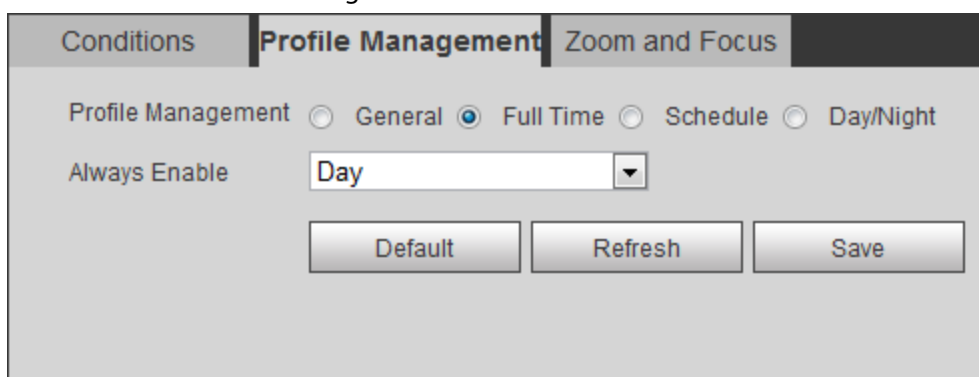 Conditions Profile Management Zoom and Focus
Profile Management General Full Time Schedule Day/Night
Always Enable Day
Default Refresh Save